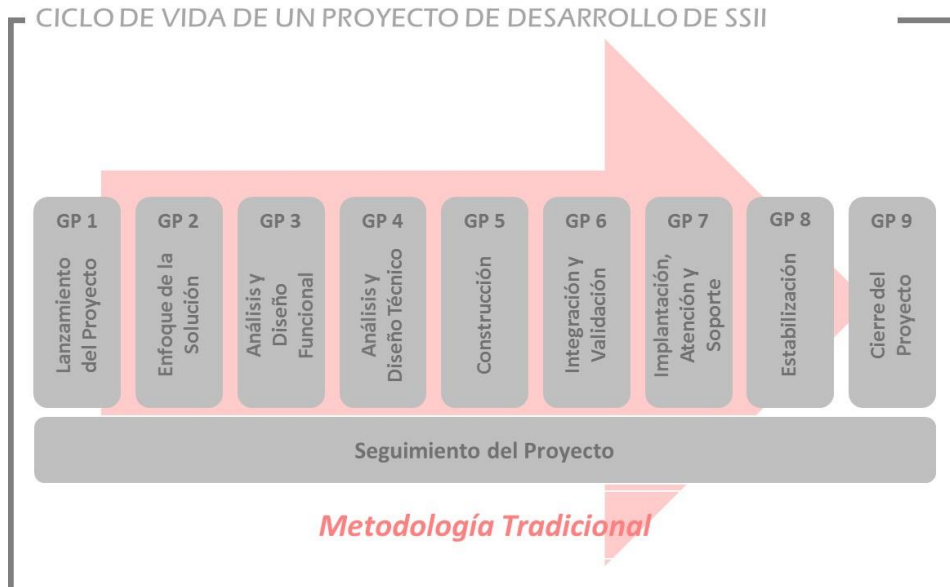 CICLO DE VIDA DE UN PROYECTO DE DESARROLLO DE SSII
GP 1
Lanzamiento
del Proyecto
GP 2
Enfoque de la
Solución
GP 3
Análisis y
Diseño
Funcional
GP 4
Análisis y
Diseño Técnico
GP 5
Construcción
GP 6
Integración y
Validación
GP 7
Implantación,
Atención y
Soporte
GP 8
Estabilización
GP 9
Cierre del
Proyecto
Seguimiento del Proyecto
Metodología Tradicional